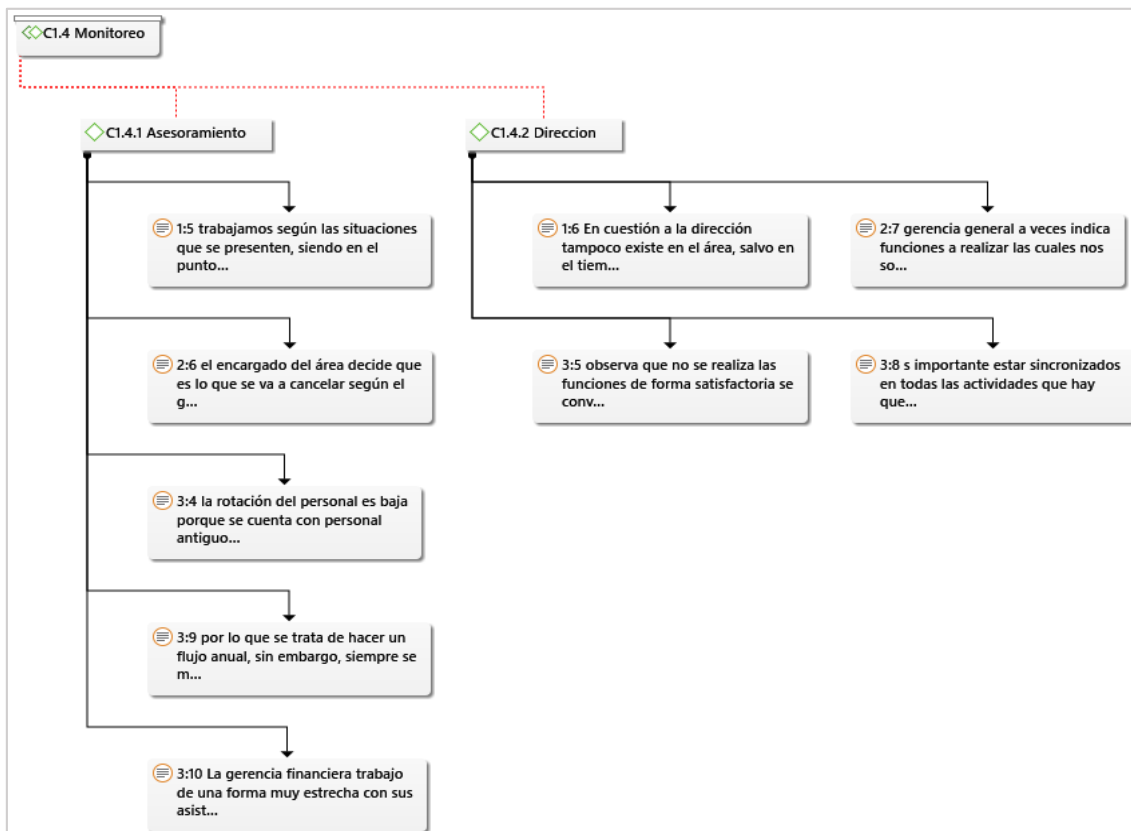 C1.4 Monitoreo
C1.4.1 Asesoramiento
C1.4.2 Direccion
1:5 trabajamos según las situaciones
que se presenten, siendo en el
punto...
1:6 En cuestión a la dirección
tampoco existe en el área, salvo en
el tiem...
2:7 gerencia general a veces indica
funciones a realizar las cuales nos
so...
2:6 el encargado del área decide que
es lo que se va a cancelar según el
g...
3:5 observa que no se realiza las
funciones de forma satisfactoria se
conv...
3:8 s importante estar sincronizados
en todas las actividades que hay
que...
3:4 la rotación del personal es baja
porque se cuenta con personal
antiguo...
3:9 por lo que se trata de hacer un
flujo anual, sin embargo, siempre se
m...
3:10 La gerencia financiera trabajo
de una forma muy estrecha con sus
asist...